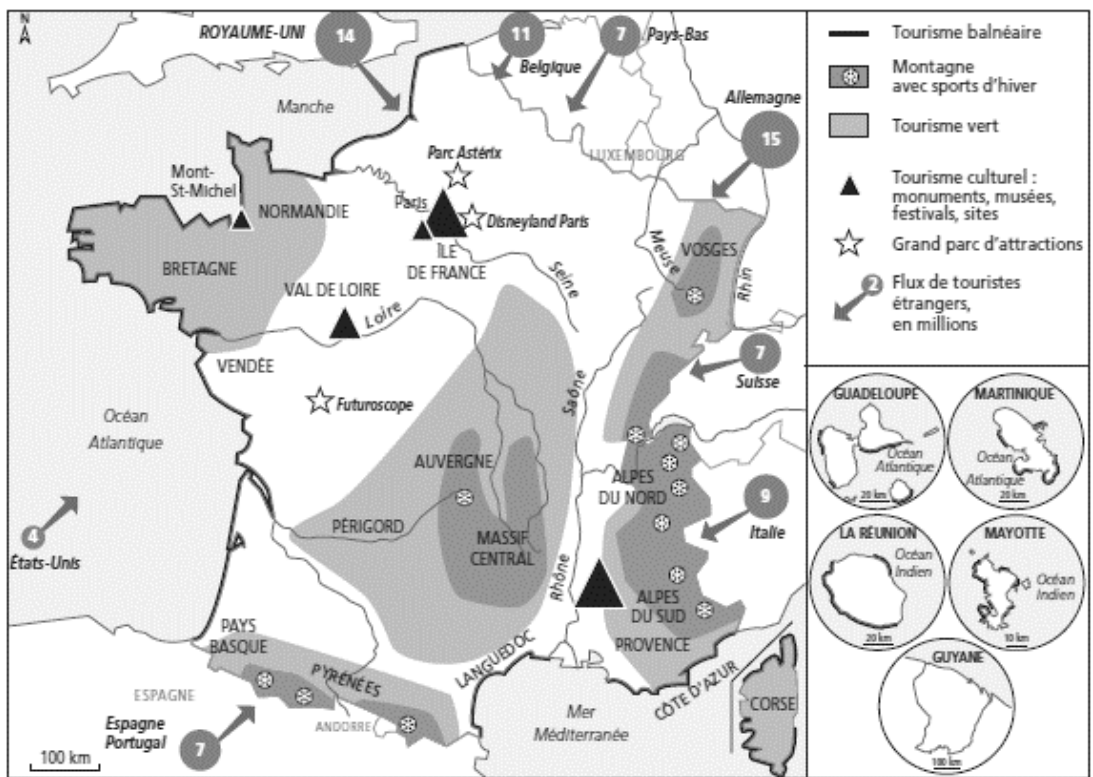 N
ROYAUME-UNI
14
11
Belgique
7
Pays-Bas
Allemagne
15
Manche
LUXEMBOURG
Parc Astérix
Mont-
St-Michel
NORMANDIE
Paris
Disneyland Paris
ÎLE
DE FRANCE
BRETAGNE
VAL DE LOIRE
Loire
Seine
Meuse
VOSGES
Rhin
VENDÉE
7
Suisse
Futuroscope
Saône
Océan
Atlantique
AUVERGNE
ALPES
DU NORD
9
Italie
PÉRIGORD
MASSIF
CENTRAL
4
États-Unis
Rhône
ALPES
DU SUD
PROVENCE
PAYS
BASQUE
LANGUEDOC
PYRÉNÉES
CÔTE D'AZUR
CORSE
ESPAGNE
ANDORRE
Espagne
Portugal
7
Mer
Méditerranée
100 km
Tourisme balnéaire
Montagne
avec sports d'hiver
Tourisme vert
Tourisme culturel :
monuments, musées,
festivals, sites
Grand parc d'attractions
2
Flux de touristes
étrangers,
en millions
GUADELOUPE
Océan
Atlantique
20 km
MARTINIQUE
Océan
Atlantique
20 km
LA RÉUNION
Océan
Indien
20 km
MAYOTTE
Océan
Indien
10 km
GUYANE
100 km